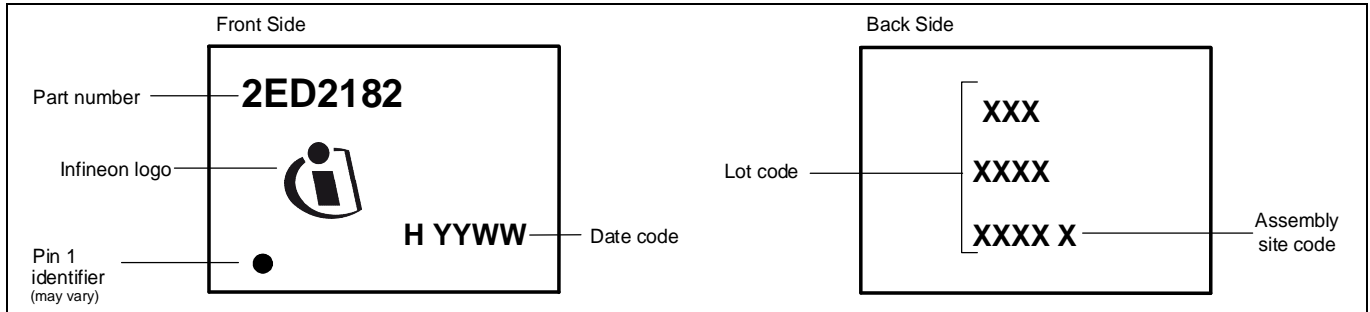 Front Side
Part number
2ED2182
Infineon logo
H YYWW
Date code
Pin 1
identifier
(may vary)
Back Side
Lot code
XXX
XXXX
XXXX X
Assembly
site code